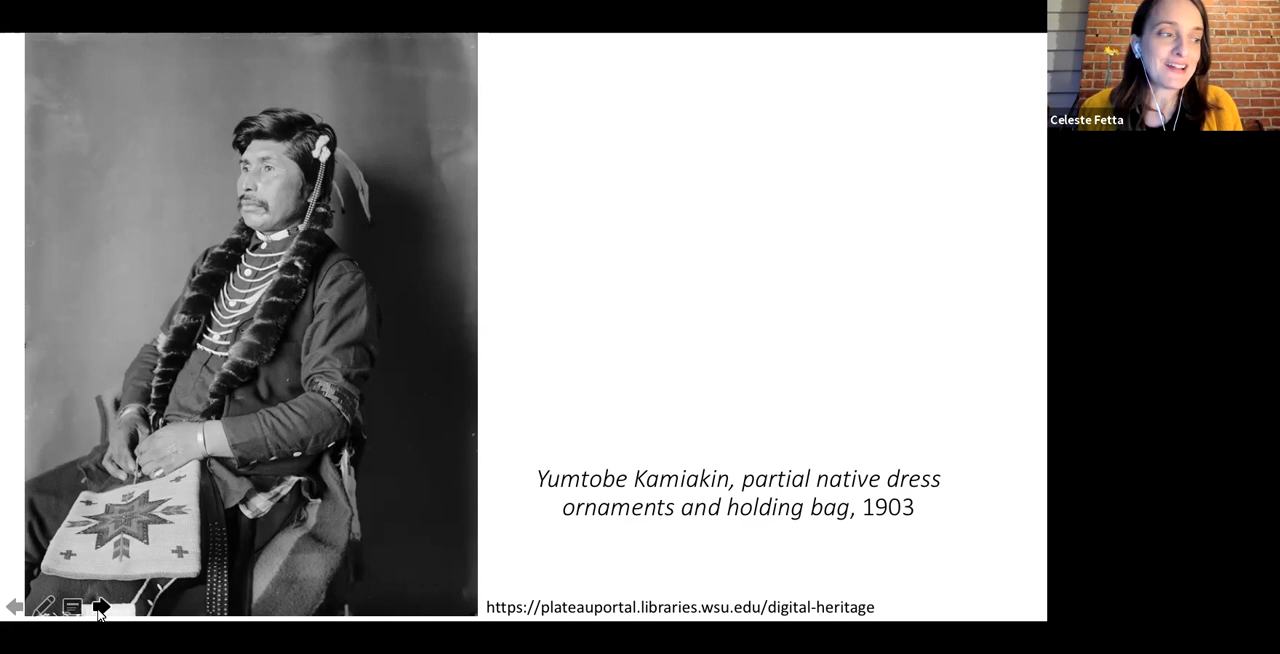 Celeste Fetta
Yumtobe Kamiakin, partial native dress
ornaments and holding bag, 1903
https://plateauportal.libraries.wsu.edu/digital-heritage